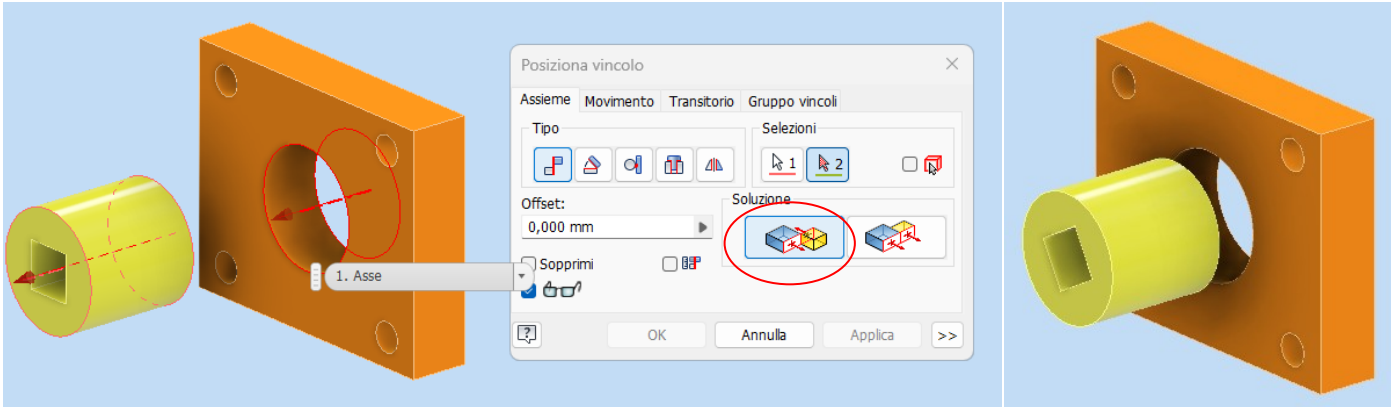 Posiziona vincolo
Assieme Movimento Transitorio Gruppo vincoli
Tipo
Selezioni
1
2
Offset:
0,000 mm
Soluzione
Sopprimi
1. Asse
OK
Annulla
Applica
>>